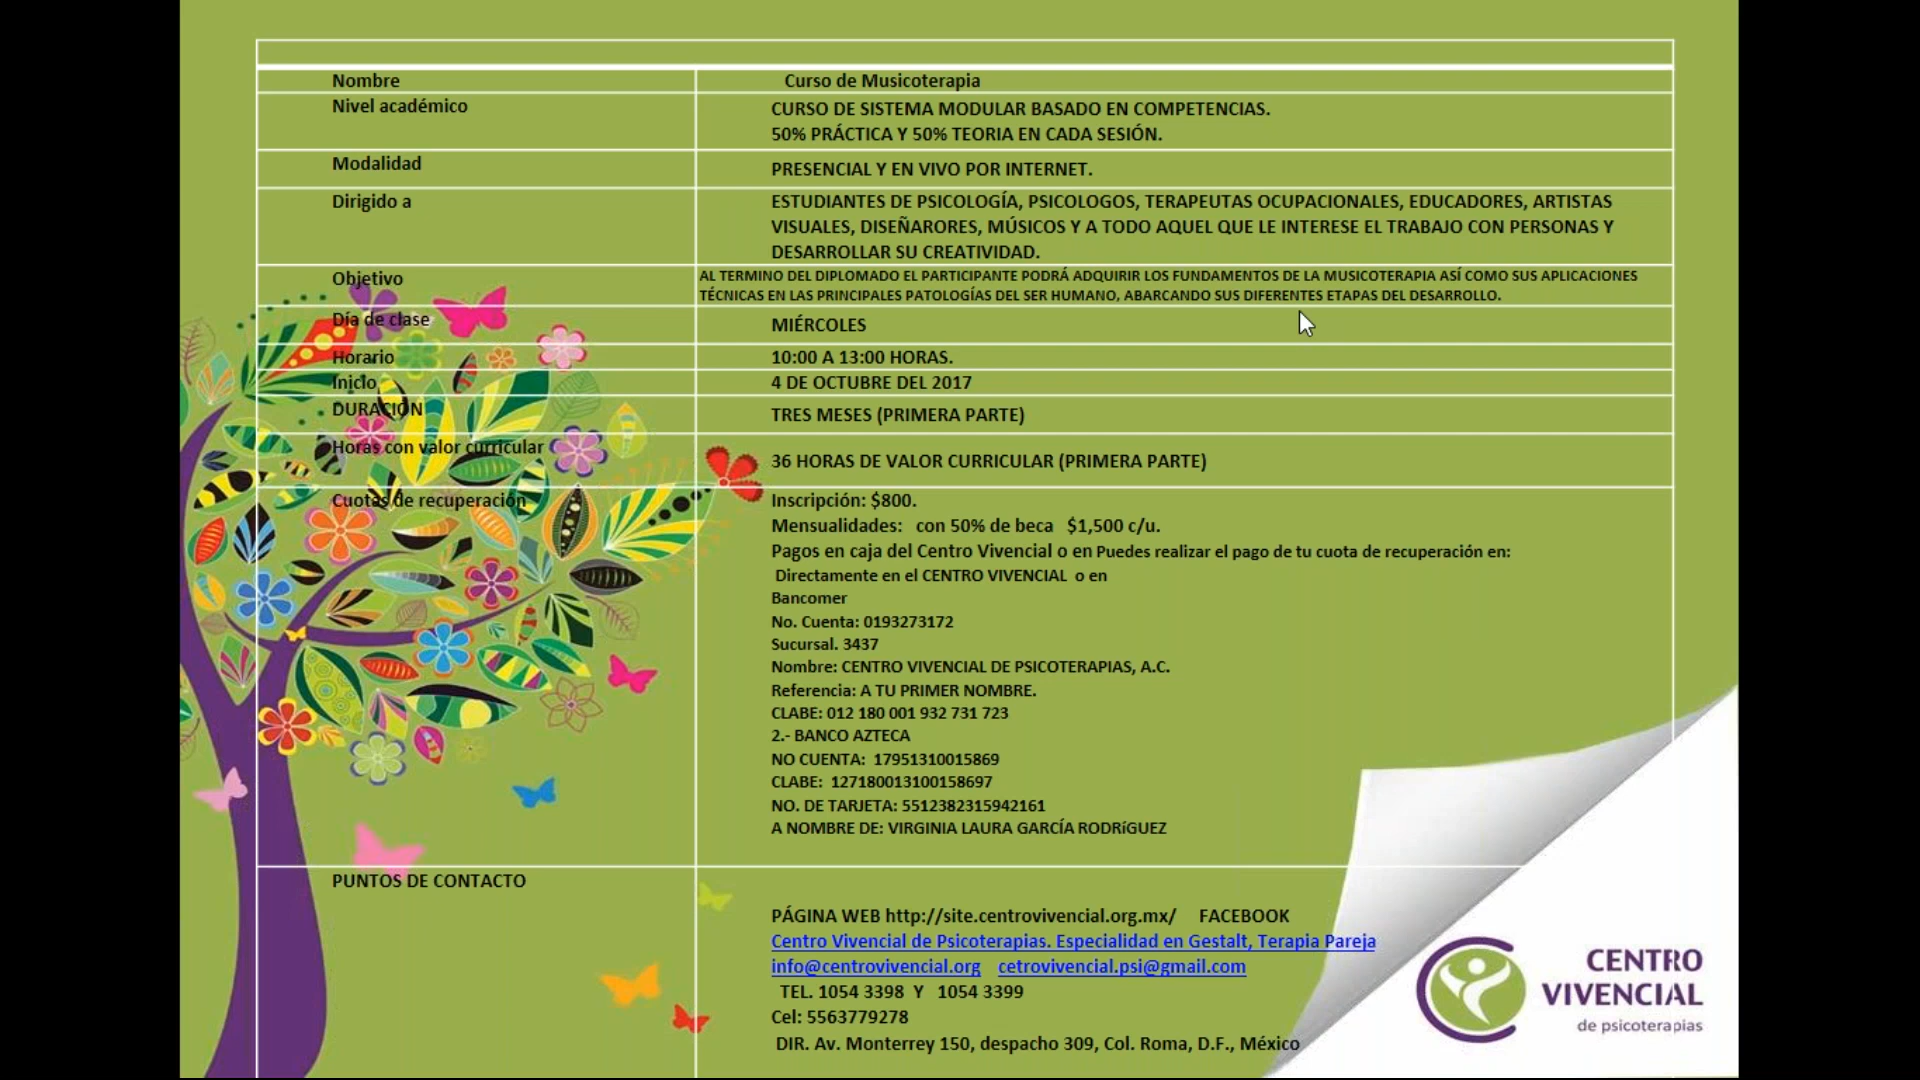 Nombre
Curso de Musicoterapia
Nivel académico
CURSO DE SISTEMA MODULAR BASADO EN COMPETENCIAS.
50% PRÁCTICA Y 50% TEORIA EN CADA SESIÓN.
Modalidad
PRESENCIAL Y EN VIVO POR INTERNET.
Dirigido a
ESTUDIANTES DE PSICOLOGÍA, PSICOLOGOS, TERAPEUTAS OCUPACIONALES, EDUCADORES, ARTISTAS
VISUALES, DISEÑARORES, MÚSICOS Y A TODO AQUEL QUE LE INTERESE EL TRABAJO CON PERSONAS Y
DESARROLLAR SU CREATIVIDAD.
Objetivo
AL TERMINO DEL DIPLOMADO EL PARTICIPANTE PODRÁ ADQUIRIR LOS FUNDAMENTOS DE LA MUSICOTERAPIA ASÍ COMO SUS APLICACIONES
TÉCNICAS EN LAS PRINCIPALES PATOLOGÍAS DEL SER HUMANO, ABARCANDO SUS DIFERENTES ETAPAS DEL DESARROLLO.
Día de clase
MIÉRCOLES
Horario
10:00 A 13:00 HORAS.
Inicio
4 DE OCTUBRE DEL 2017
DURACIÓN
TRES MESES (PRIMERA PARTE)
Horas con valor curricular
36 HORAS DE VALOR CURRICULAR (PRIMERA PARTE)
Cuotas de recuperación
Inscripción: $800.
Mensualidades: con 50% de beca $1,500 c/u.
Pagos en caja del Centro Vivencial o en Puedes realizar el pago de tu cuota de recuperación en:
Directamente en el CENTRO VIVENCIAL o en
Bancomer
No. Cuenta: 0193273172
Sucursal. 3437
Nombre: CENTRO VIVENCIAL DE PSICOTERAPIAS, A.C.
Referencia: A TU PRIMER NOMBRE.
CLABE: 012 180 001 932 731 723
2.- BANCO AZTECA
NO CUENTA: 17951310015869
CLABE: 127180013100158697
NO. DE TARJETA: 5512382315942161
A NOMBRE DE: VIRGINIA LAURA GARCÍA RODRíGUEZ
PUNTOS DE CONTACTO
PÁGINA WEB http://site.centrovivencial.org.mx/ FACEBOOK
Centro Vivencial de Psicoterapias. Especialidad en Gestalt, Terapia Pareja
info@centrovivencial.org cetrovivencial.psi@gmail.com
TEL. 1054 3398 Y 1054 3399
Cel: 5563779278
DIR. Av. Monterrey 150, despacho 309, Col. Roma, D.F., México
CENTRO
VIVENCIAL
de psicoterapias